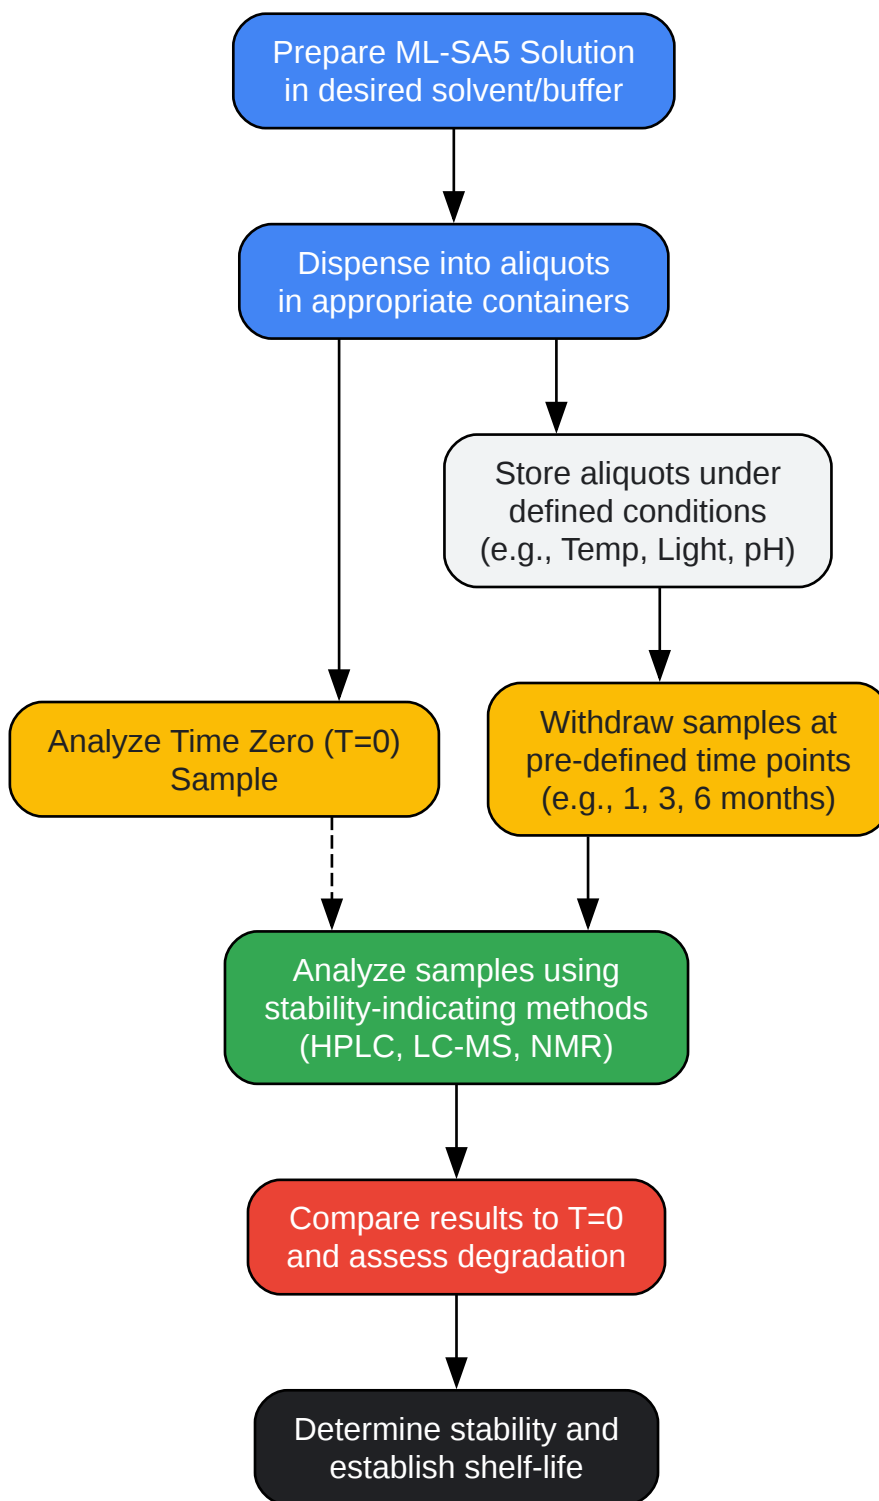 Prepare ML-SA5 Solution
in desired solvent/buffer
Dispense into aliquots
in appropriate containers
Store aliquots under
defined conditions
(e.g., Temp, Light, pH)
Analyze Time Zero (T=0)
Sample
Withdraw samples at
pre-defined time points
(e.g., 1, 3, 6 months)
Analyze samples using
stability-indicating methods
(HPLC, LC-MS, NMR)
Compare results to T=0
and assess degradation
Determine stability and
establish shelf-life